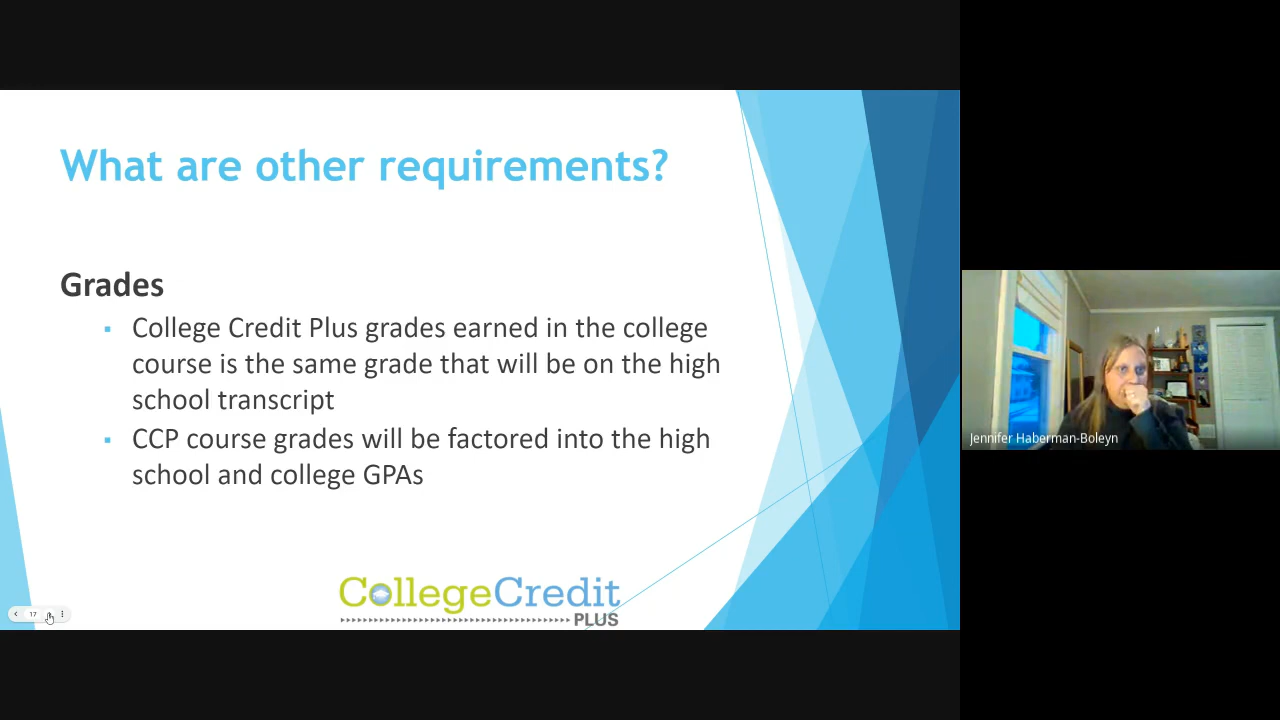 What are other requirements?
Grades
▪ College Credit Plus grades earned in the college
course is the same grade that will be on the high
school transcript
▪ CCP course grades will be factored into the high
school and college GPAs
CollegeCredit
PLUS
17
Jennifer Haberman-Boleyn